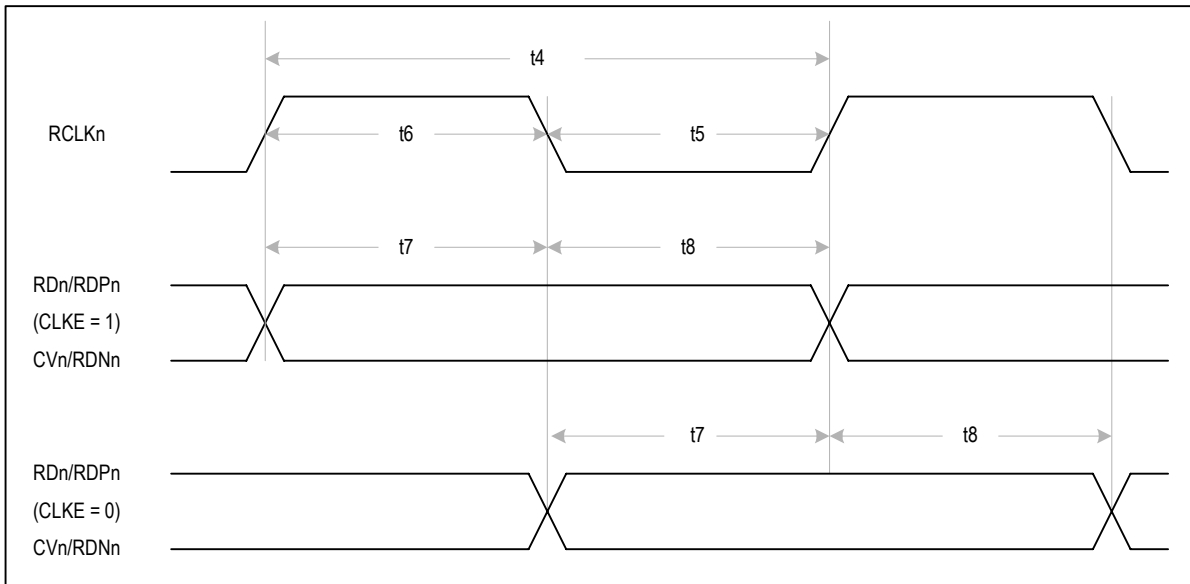 t4
RCLKn
t6
t5
t7
t8
RDn/RDPn
(CLKE = 1)
CVn/RDNn
t7
t8
RDn/RDPn
(CLKE = 0)
CVn/RDNn